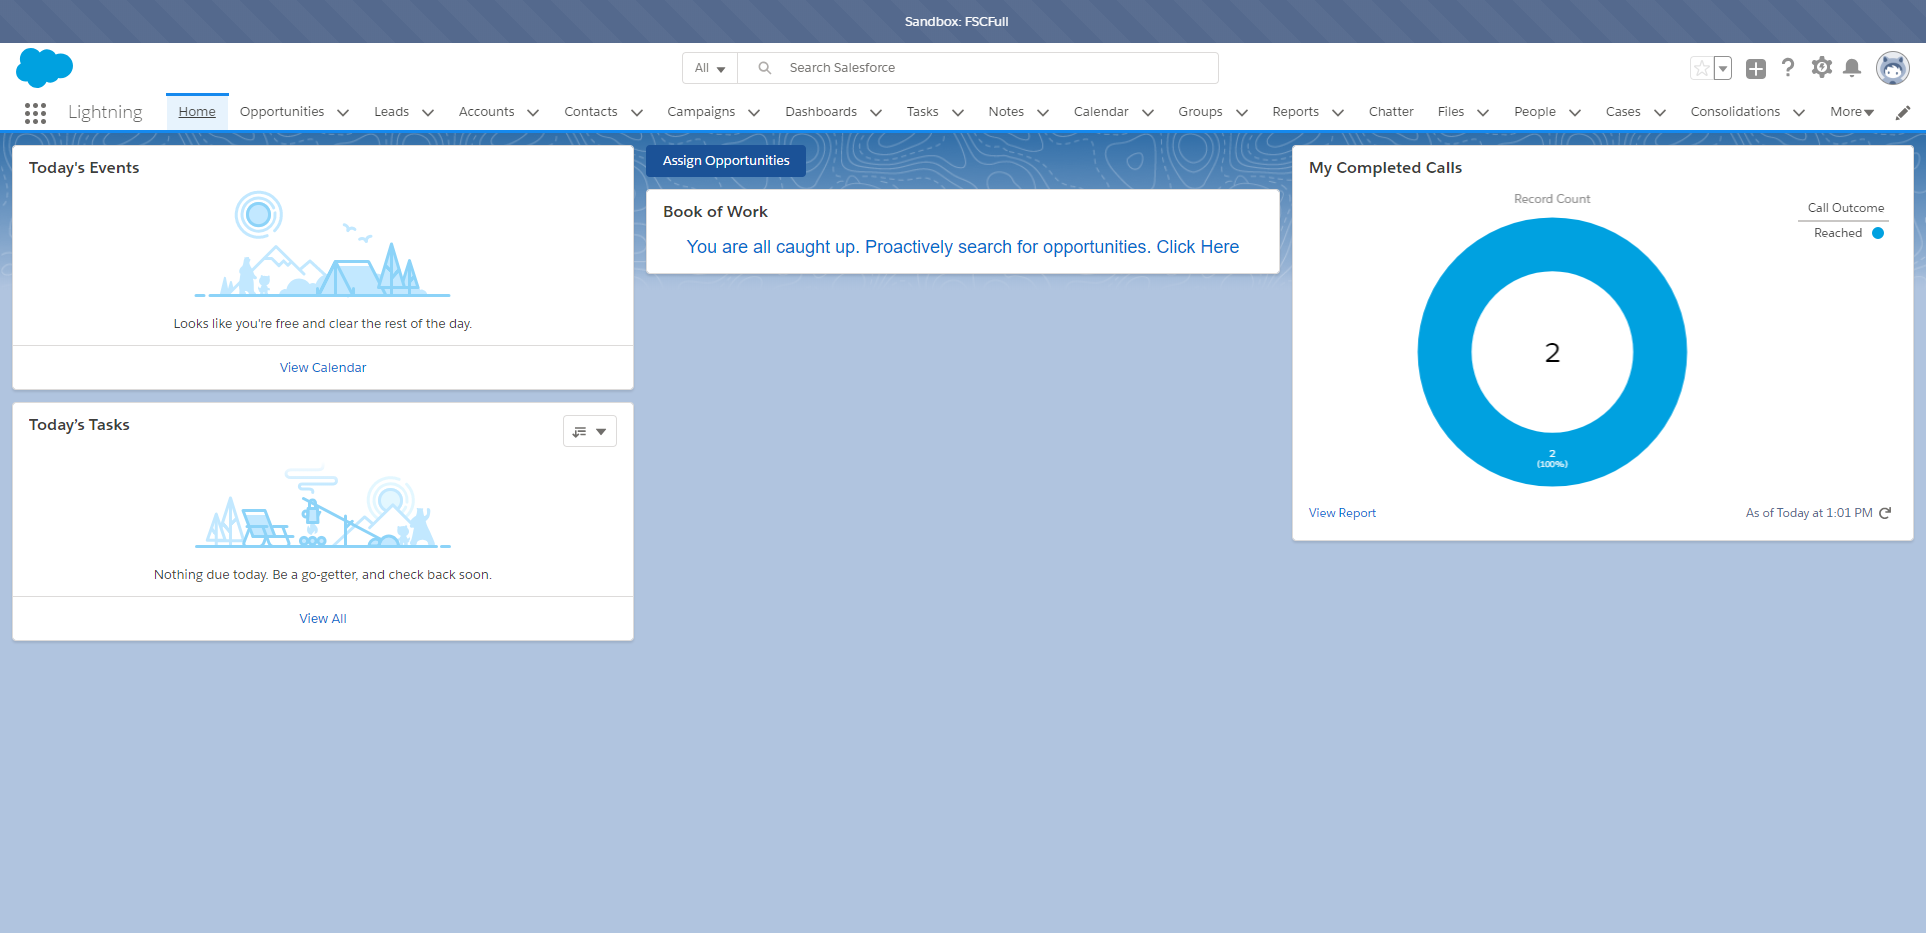 Sandbox: FSCFull
All
Search Salesforce
Lightning
Home
Opportunities
Leads
Accounts
Contacts
Campaigns
Dashboards
Tasks
Notes
Calendar
Groups
Reports
Chatter
Files
People
Cases
Consolidations
More
Today's Events
Looks like you're free and clear the rest of the day.
View Calendar
Today’s Tasks
Nothing due today. Be a go-getter, and check back soon.
View All
Assign Opportunities
Book of Work
You are all caught up. Proactively search for opportunities. Click Here
My Completed Calls
Record Count
Call Outcome
Reached
2
2
(100%)
View Report
As of Today at 1:01 PM